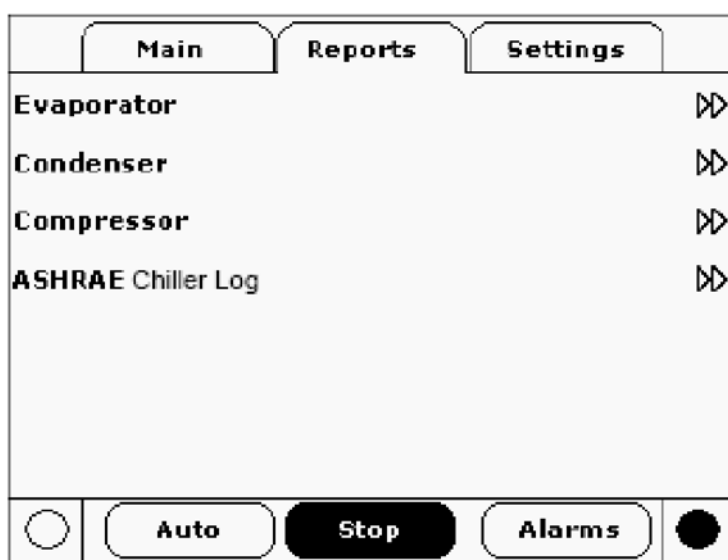 Main Reports Settings
Evaporator
Condenser
Compressor
ASHRAE Chiller Log
Auto Stop Alarms